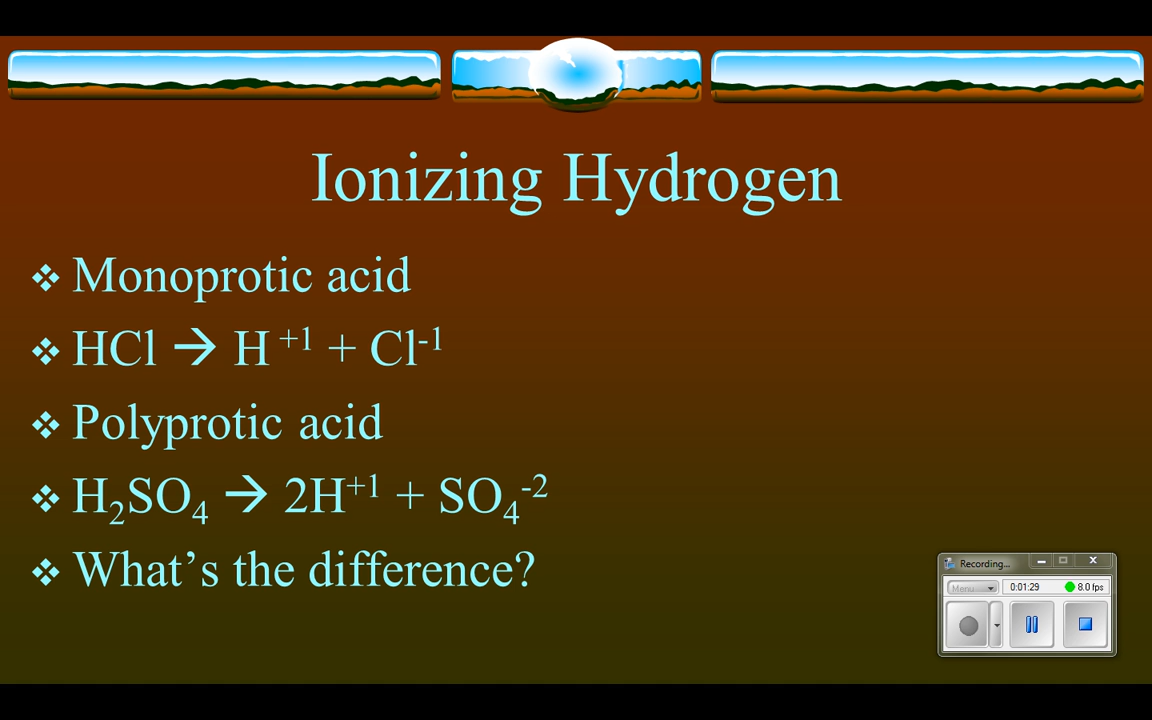 Ionizing Hydrogen
❖ Monoprotic acid
❖ HCl → H⁺¹ + Cl⁻¹
❖ Polyprotic acid
❖ H₂SO₄ → 2H⁺¹ + SO₄⁻²
❖ What's the difference?
Recording...
Menu 0:01:29 8.0 fps